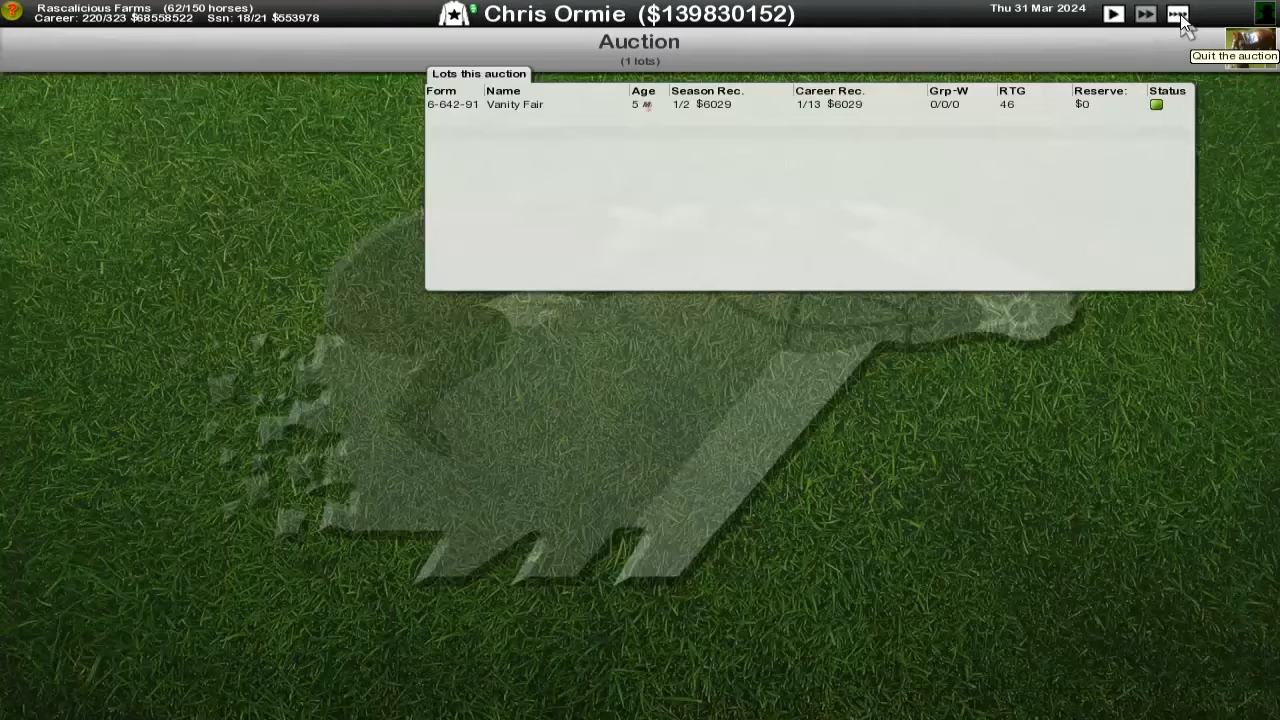 Rascalicious Farms (62/150 horses)
Career: 220/323 $68558522 Ssn: 18/21 $553978
Chris Ormie ($139830152)
Thu 31 Mar 2024
Quit the auction
Auction
(1 lots)
Lots this auction
Form Name Age Season Rec. Career Rec. Grp-W RTG Reserve: Status
6-642-91 Vanity Fair 5 M 1/2 $6029 1/13 $6029 0/0/0 46 $0